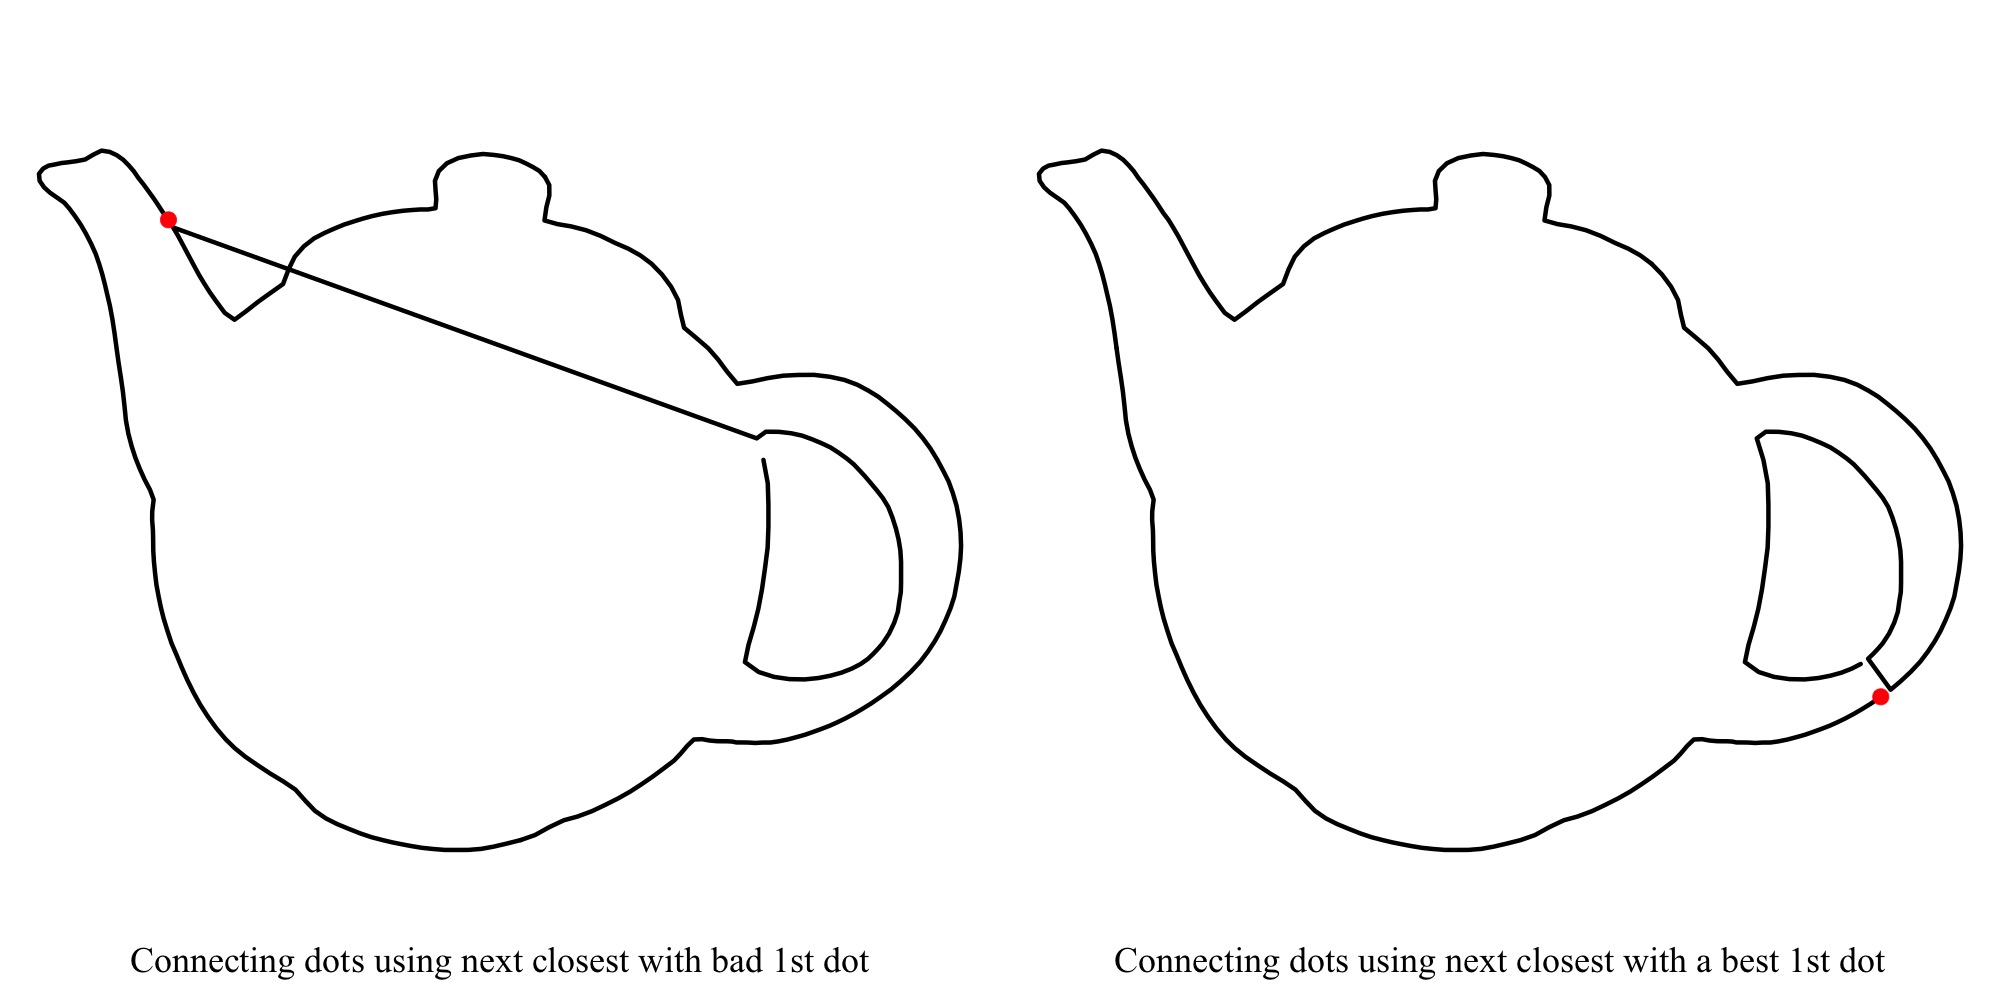 Connecting dots using next closest with bad 1st dot
Connecting dots using next closest with a best 1st dot